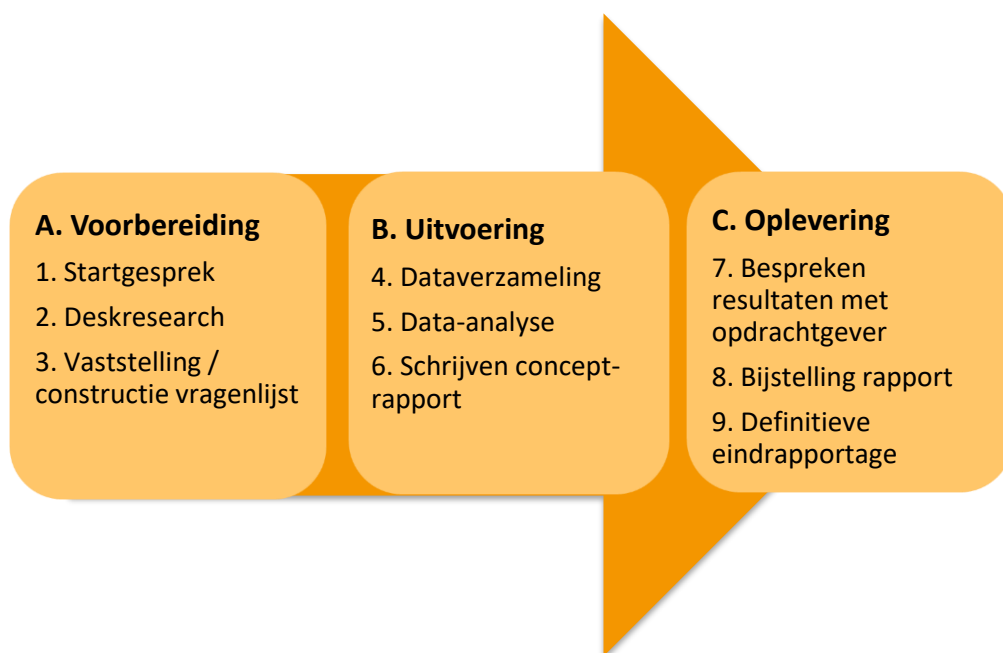 A. Voorbereiding
1. Startgesprek
2. Deskresearch
3. Vaststelling /
constructie vragenlijst
B. Uitvoering
4. Dataverzameling
5. Data-analyse
6. Schrijven concept-
rapport
C. Oplevering
7. Bespreken
resultaten met
opdrachtgever
8. Bijstelling rapport
9. Definitieve
eindrapportage